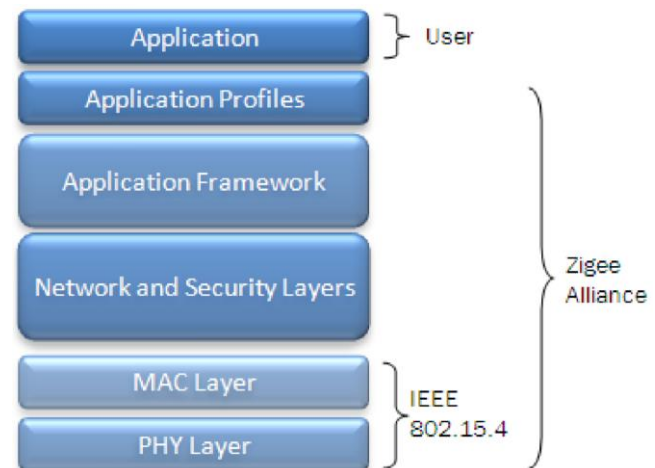 Application
User
Application Profiles
Application Framework
Network and Security Layers
Zigee
Alliance
MAC Layer
IEEE
802.15.4
PHY Layer